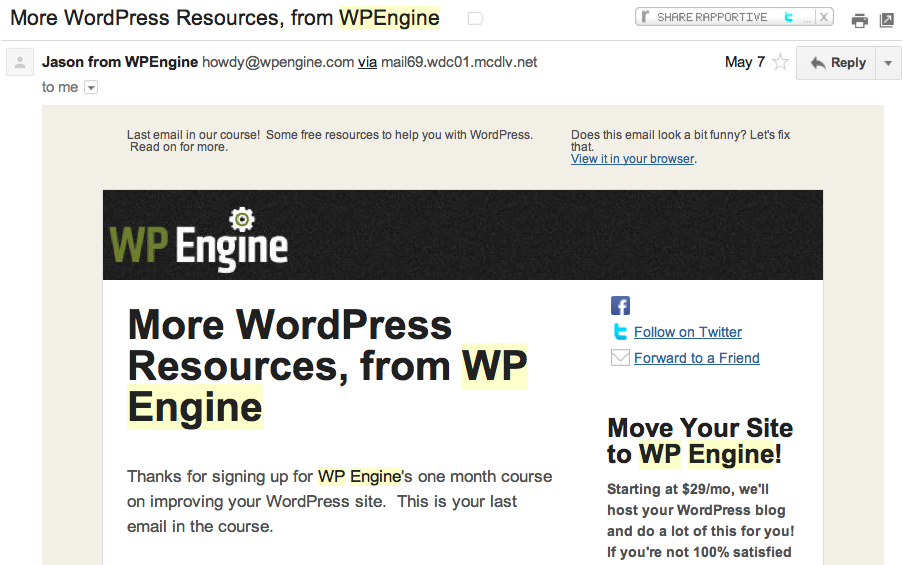 More WordPress Resources, from WPEngine
SHARE RAPPORTIVE ... X
Jason from WPEngine howdy@wpengine.com via mail69.wdc01.mcdlv.net
May 7
Reply
to me
Last email in our course! Some free resources to help you with WordPress.
Read on for more.
Does this email look a bit funny? Let's fix
that.
View it in your browser.
WP Engine
More WordPress
Resources, from WP
Engine
Thanks for signing up for WP Engine's one month course
on improving your WordPress site. This is your last
email in the course.
Follow on Twitter
Forward to a Friend
Move Your Site
to WP Engine!
Starting at $29/mo, we'll
host your WordPress blog
and do a lot of this for you!
If you're not 100% satisfied